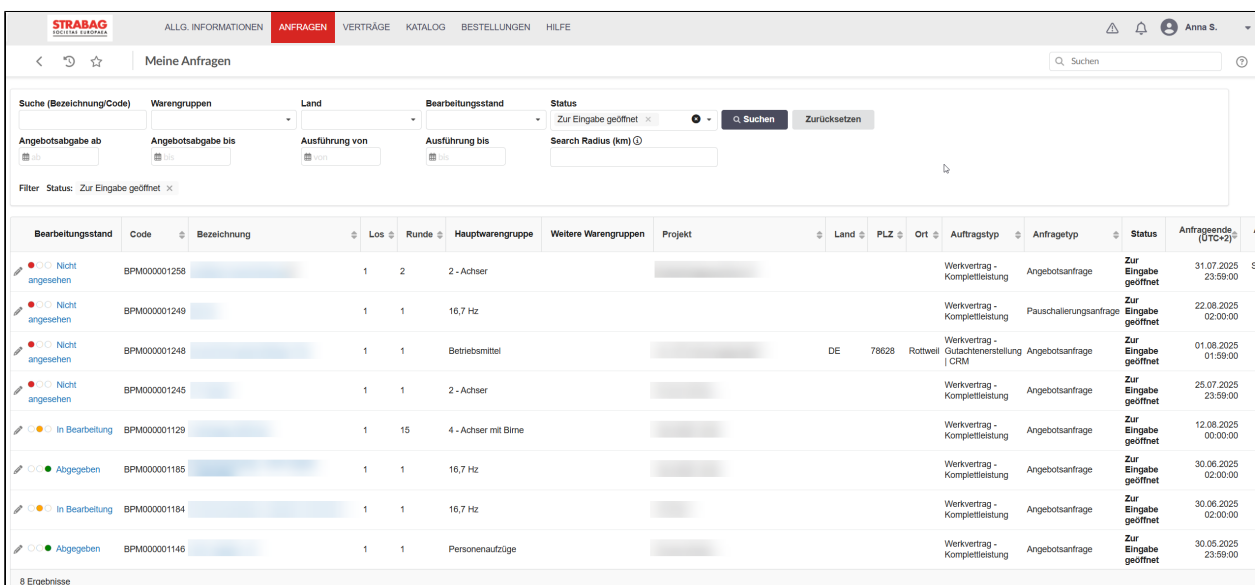 STRABAG
SOCIETAS EUROPAEA
ALLG. INFORMATIONEN ANFRAGEN VERTRÄGE KATALOG BESTELLUNGEN HILFE Anna S.
Meine Anfragen Suchen
Suche (Bezeichnung/Code) Warengruppen Land Bearbeitungsstand Status
Zur Eingabe geöffnet × Suchen Zurücksetzen
Angebotsabgabe ab Angebotsabgabe bis Ausführung von Ausführung bis Search Radius (km)
ab bis von bis
Filter Status: Zur Eingabe geöffnet ×
Bearbeitungsstand Code Bezeichnung Los Runde Hauptwarengruppe Weitere Warengruppen Projekt Land PLZ Ort Auftragstyp Anfragetyp Status Anfrageende (UTC+2)
Nicht angesehen BPM000001258 1 2 2 - Achser Werkvertrag - Komplettleistung Angebotsanfrage Zur Eingabe geöffnet 31.07.2025 23:59:00
Nicht angesehen BPM000001249 1 1 16,7 Hz Werkvertrag - Komplettleistung Pauschalierungsanfrage Zur Eingabe geöffnet 22.08.2025 02:00:00
Nicht angesehen BPM000001248 1 1 Betriebsmittel DE 78628 Rottweil Werkvertrag - Gutachtenerstellung | CRM Angebotsanfrage Zur Eingabe geöffnet 01.08.2025 01:59:00
Nicht angesehen BPM000001245 1 1 2 - Achser Werkvertrag - Komplettleistung Angebotsanfrage Zur Eingabe geöffnet 25.07.2025 23:59:00
In Bearbeitung BPM000001129 1 15 4 - Achser mit Birne Werkvertrag - Komplettleistung Angebotsanfrage Zur Eingabe geöffnet 12.08.2025 00:00:00
Abgegeben BPM000001185 1 1 16,7 Hz Werkvertrag - Komplettleistung Angebotsanfrage Zur Eingabe geöffnet 30.06.2025 02:00:00
In Bearbeitung BPM000001184 1 1 16,7 Hz Werkvertrag - Komplettleistung Angebotsanfrage Zur Eingabe geöffnet 30.06.2025 02:00:00
Abgegeben BPM000001146 1 1 Personenaufzüge Werkvertrag - Komplettleistung Angebotsanfrage Zur Eingabe geöffnet 30.05.2025 23:59:00
8 Ergebnisse